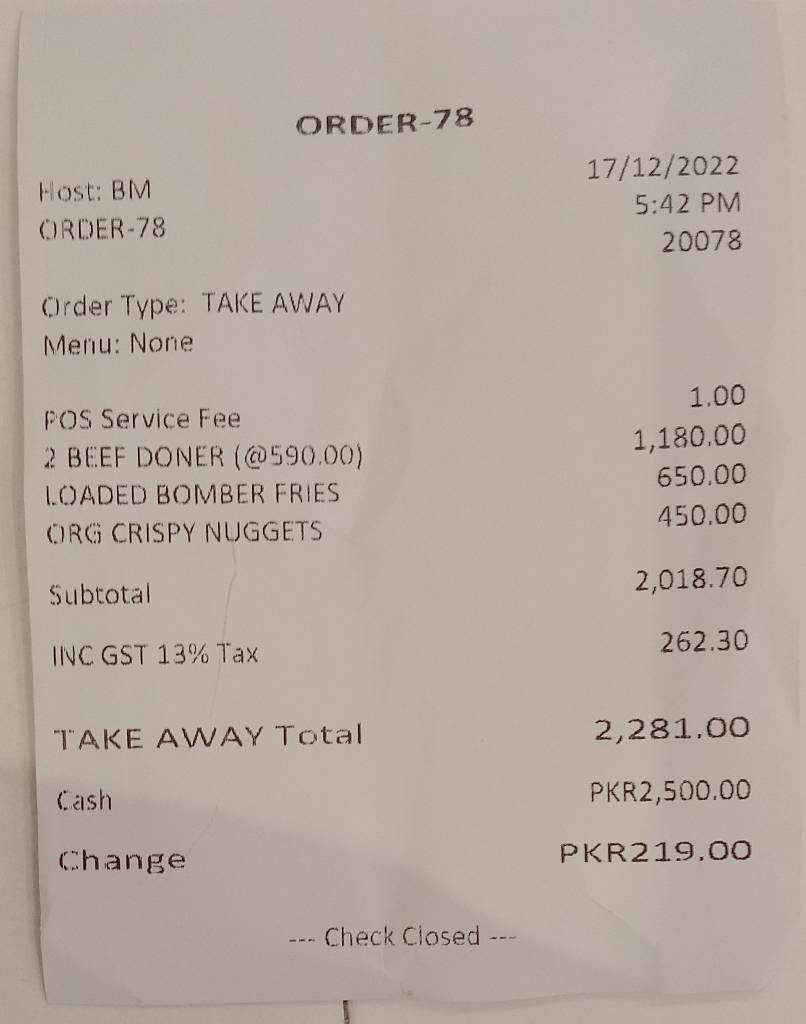 ORDER-78
Host: BM 17/12/2022
ORDER-78 5:42 PM
20078
Order Type: TAKE AWAY
Menu: None
POS Service Fee 1.00
2 BEEF DONER (@590.00) 1,180.00
LOADED BOMBER FRIES 650.00
ORG CRISPY NUGGETS 450.00
Subtotal 2,018.70
INC GST 13% Tax 262.30
TAKE AWAY Total 2,281.00
Cash PKR2,500.00
Change PKR219.00
--- Check Closed ---